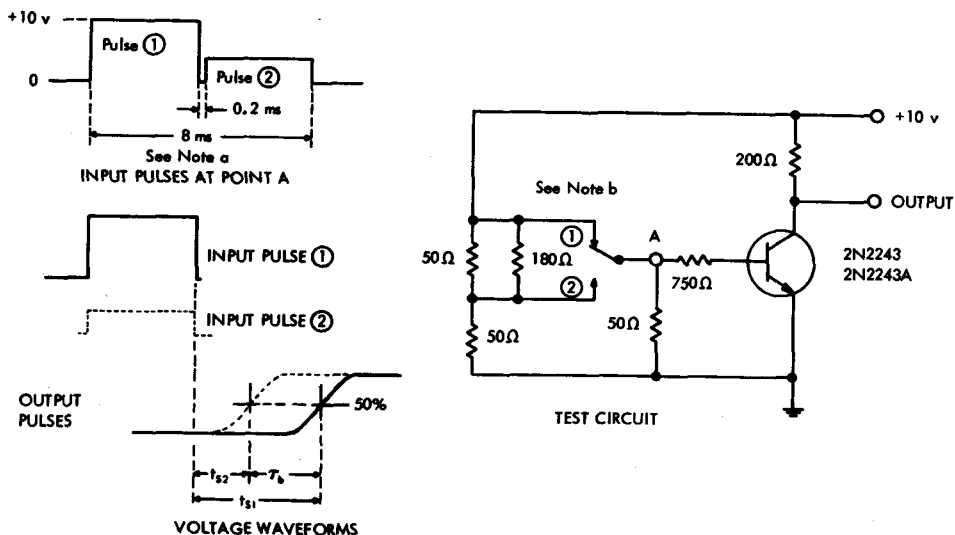 +10 v
Pulse ①
0
Pulse ②
0.2 ms
8 ms
See Note a
INPUT PULSES AT POINT A
INPUT PULSE ①
INPUT PULSE ②
OUTPUT
PULSES
50%
tS2
τb
tS1
VOLTAGE WAVEFORMS
+10 v
200Ω
See Note b
OUTPUT
①
A
50Ω
180Ω
750Ω
2N2243
2N2243A
②
50Ω
50Ω
TEST CIRCUIT